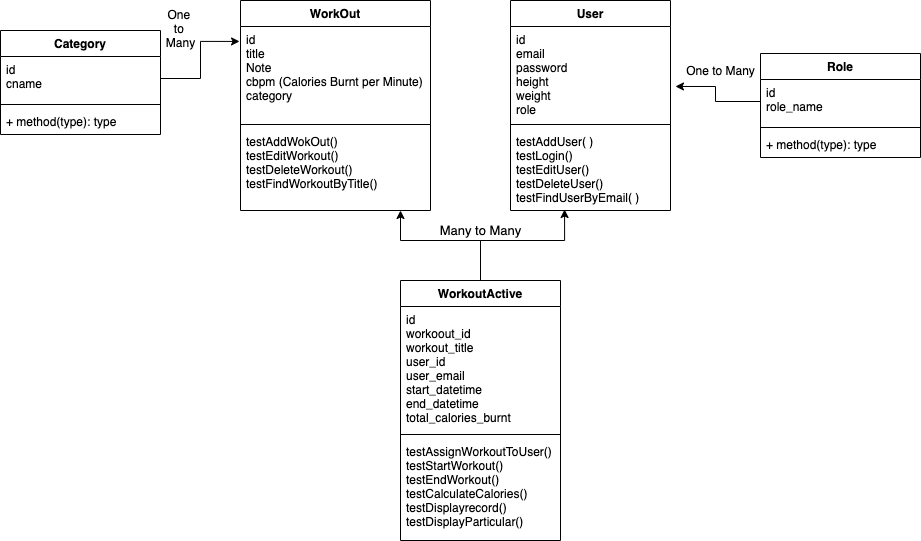 Category
id
cname
+ method(type): type
One
to
Many
WorkOut
id
title
Note
cbpm (Calories Burnt per Minute)
category
testAddWokOut()
testEditWorkout()
testDeleteWorkout()
testFindWorkoutByTitle()
User
id
email
password
height
weight
role
testAddUser( )
testLogin()
testEditUser()
testDeleteUser()
testFindUserByEmail( )
One to Many
Role
id
role_name
+ method(type): type
Many to Many
WorkoutActive
id
workoout_id
workout_title
user_id
user_email
start_datetime
end_datetime
total_calories_burnt
testAssignWorkoutToUser()
testStartWorkout()
testEndWorkout()
testCalculateCalories()
testDisplayrecord()
testDisplayParticular()